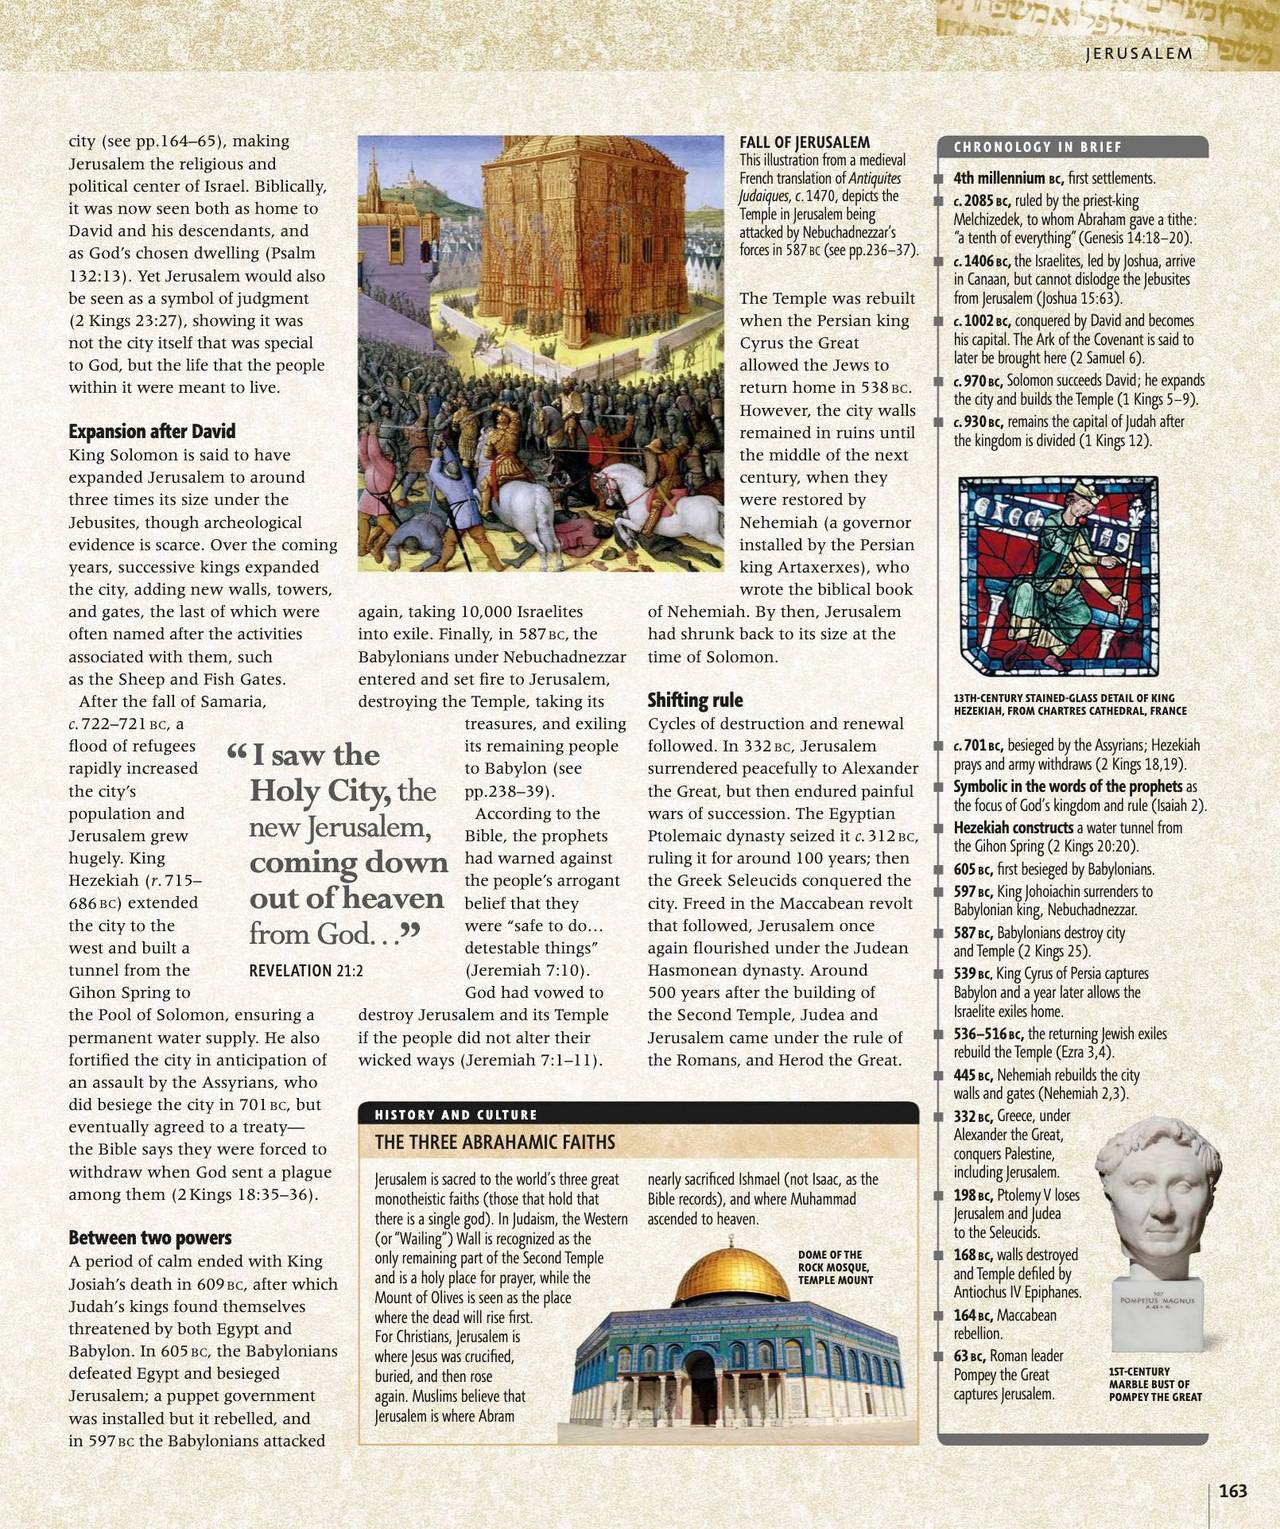 JERUSALEM
city (see pp.164–65), making
Jerusalem the religious and
political center of Israel. Biblically,
it was now seen both as home to
David and his descendants, and
as God's chosen dwelling (Psalm
132:13). Yet Jerusalem would also
be seen as a symbol of judgment
(2 Kings 23:27), showing it was
not the city itself that was special
to God, but the life that the people
within it were meant to live.
Expansion after David
King Solomon is said to have
expanded Jerusalem to around
three times its size under the
Jebusites, though archeological
evidence is scarce. Over the coming
years, successive kings expanded
the city, adding new walls, towers,
and gates, the last of which were
often named after the activities
associated with them, such
as the Sheep and Fish Gates.
After the fall of Samaria,
c.722–721 BC, a
flood of refugees
rapidly increased
the city's
population and
Jerusalem grew
hugely. King
Hezekiah (r.715–
686 BC) extended
the city to the
west and built a
tunnel from the
Gihon Spring to
the Pool of Solomon, ensuring a
permanent water supply. He also
fortified the city in anticipation of
an assault by the Assyrians, who
did besiege the city in 701 BC, but
eventually agreed to a treaty—
the Bible says they were forced to
withdraw when God sent a plague
among them (2 Kings 18:35–36).
Between two powers
A period of calm ended with King
Josiah's death in 609 BC, after which
Judah's kings found themselves
threatened by both Egypt and
Babylon. In 605 BC, the Babylonians
defeated Egypt and besieged
Jerusalem; a puppet government
was installed but it rebelled, and
in 597 BC the Babylonians attacked
“I saw the
Holy City, the
new Jerusalem,
coming down
out of heaven
from God...”
REVELATION 21:2
again, taking 10,000 Israelites
into exile. Finally, in 587 BC, the
Babylonians under Nebuchadnezzar
entered and set fire to Jerusalem,
destroying the Temple, taking its
treasures, and exiling
its remaining people
to Babylon (see
pp.238–39).
According to the
Bible, the prophets
had warned against
the people's arrogant
belief that they
were “safe to do...
detestable things”
(Jeremiah 7:10).
God had vowed to
destroy Jerusalem and its Temple
if the people did not alter their
wicked ways (Jeremiah 7:1–11).
FALL OF JERUSALEM
This illustration from a medieval
French translation of Antiquites
Judaiques, c.1470, depicts the
Temple in Jerusalem being
attacked by Nebuchadnezzar's
forces in 587 BC (see pp.236–37).
The Temple was rebuilt
when the Persian king
Cyrus the Great
allowed the Jews to
return home in 538 BC.
However, the city walls
remained in ruins until
the middle of the next
century, when they
were restored by
Nehemiah (a governor
installed by the Persian
king Artaxerxes), who
wrote the biblical book
of Nehemiah. By then, Jerusalem
had shrunk back to its size at the
time of Solomon.
Shifting rule
Cycles of destruction and renewal
followed. In 332 BC, Jerusalem
surrendered peacefully to Alexander
the Great, but then endured painful
wars of succession. The Egyptian
Ptolemaic dynasty seized it c.312 BC,
ruling it for around 100 years; then
the Greek Seleucids conquered the
city. Freed in the Maccabean revolt
that followed, Jerusalem once
again flourished under the Judean
Hasmonean dynasty. Around
500 years after the building of
the Second Temple, Judea and
Jerusalem came under the rule of
the Romans, and Herod the Great.
HISTORY AND CULTURE
THE THREE ABRAHAMIC FAITHS
Jerusalem is sacred to the world's three great
monotheistic faiths (those that hold that
there is a single god). In Judaism, the Western
(or “Wailing”) Wall is recognized as the
only remaining part of the Second Temple
and is a holy place for prayer, while the
Mount of Olives is seen as the place
where the dead will rise first.
For Christians, Jerusalem is
where Jesus was crucified,
buried, and then rose
again. Muslims believe that
Jerusalem is where Abram
nearly sacrificed Ishmael (not Isaac, as the
Bible records), and where Muhammad
ascended to heaven.
DOME OF THE
ROCK MOSQUE,
TEMPLE MOUNT
CHRONOLOGY IN BRIEF
4th millennium BC, first settlements.
c.2085 BC, ruled by the priest-king
Melchizedek, to whom Abraham gave a tithe:
“a tenth of everything” (Genesis 14:18–20).
c.1406 BC, the Israelites, led by Joshua, arrive
in Canaan, but cannot dislodge the Jebusites
from Jerusalem (Joshua 15:63).
c.1002 BC, conquered by David and becomes
his capital. The Ark of the Covenant is said to
later be brought here (2 Samuel 6).
c.970 BC, Solomon succeeds David; he expands
the city and builds the Temple (1 Kings 5–9).
c.930 BC, remains the capital of Judah after
the kingdom is divided (1 Kings 12).
EZECH
IAS
13TH-CENTURY STAINED-GLASS DETAIL OF KING
HEZEKIAH, FROM CHARTRES CATHEDRAL, FRANCE
c.701 BC, besieged by the Assyrians; Hezekiah
prays and army withdraws (2 Kings 18,19).
Symbolic in the words of the prophets as
the focus of God's kingdom and rule (Isaiah 2).
Hezekiah constructs a water tunnel from
the Gihon Spring (2 Kings 20:20).
605 BC, first besieged by Babylonians.
597 BC, King Johoiachin surrenders to
Babylonian king, Nebuchadnezzar.
587 BC, Babylonians destroy city
and Temple (2 Kings 25).
539 BC, King Cyrus of Persia captures
Babylon and a year later allows the
Israelite exiles home.
536–516 BC, the returning Jewish exiles
rebuild the Temple (Ezra 3,4).
445 BC, Nehemiah rebuilds the city
walls and gates (Nehemiah 2,3).
332 BC, Greece, under
Alexander the Great,
conquers Palestine,
including Jerusalem.
198 BC, Ptolemy V loses
Jerusalem and Judea
to the Seleucids.
168 BC, walls destroyed
and Temple defiled by
Antiochus IV Epiphanes.
164 BC, Maccabean
rebellion.
63 BC, Roman leader
Pompey the Great
captures Jerusalem.
POMPEJUS MAGNUS
1ST-CENTURY
MARBLE BUST OF
POMPEY THE GREAT
163